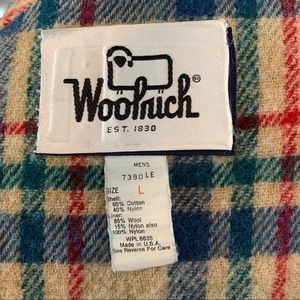 Woolrich®
EST. 1830
MENS
7390 LE
SIZE L
Shell:
60% Cotton
40% Nylon
Liner:
85% Wool
15% Nylon also
100% Nylon
WPL 6635
Made in U.S.A.
See Reverse For Care